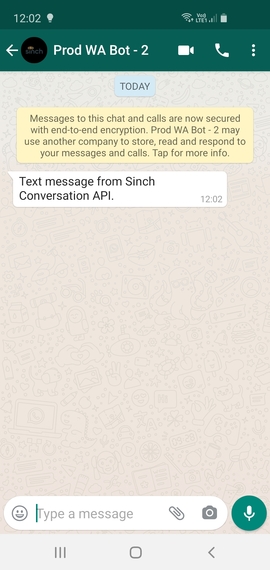 12:02
Vo)) LTE1
sinch
Prod WA Bot - 2
TODAY
Messages to this chat and calls are now secured
with end-to-end encryption. Prod WA Bot - 2 may
use another company to store, read and respond to
your messages and calls. Tap for more info.
Text message from Sinch
Conversation API.
12:02
Type a message